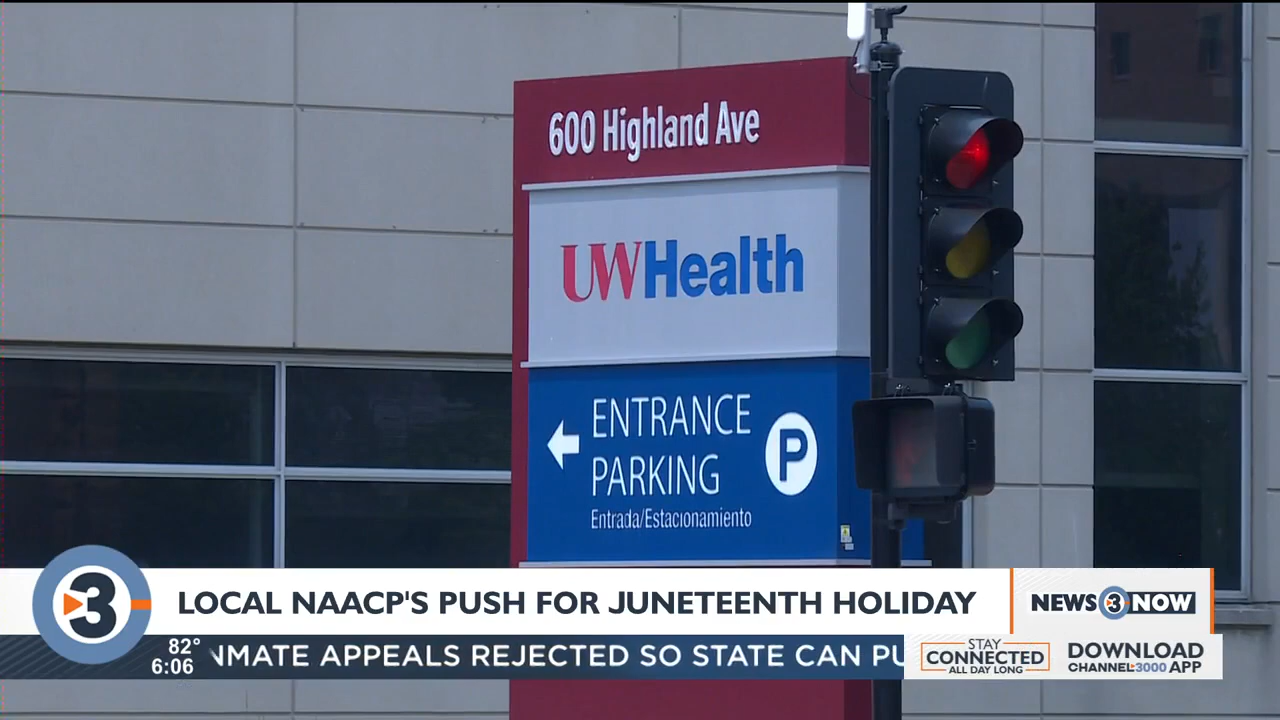 600 Highland Ave
UWHealth
ENTRANCE
PARKING
P
Entrada/Estacionamiento
3
LOCAL NAACP'S PUSH FOR JUNETEENTH HOLIDAY
NEWS 3 NOW
82°
6:06
NMATE APPEALS REJECTED SO STATE CAN PU
STAY
CONNECTED
ALL DAY LONG
DOWNLOAD
CHANNEL3000 APP